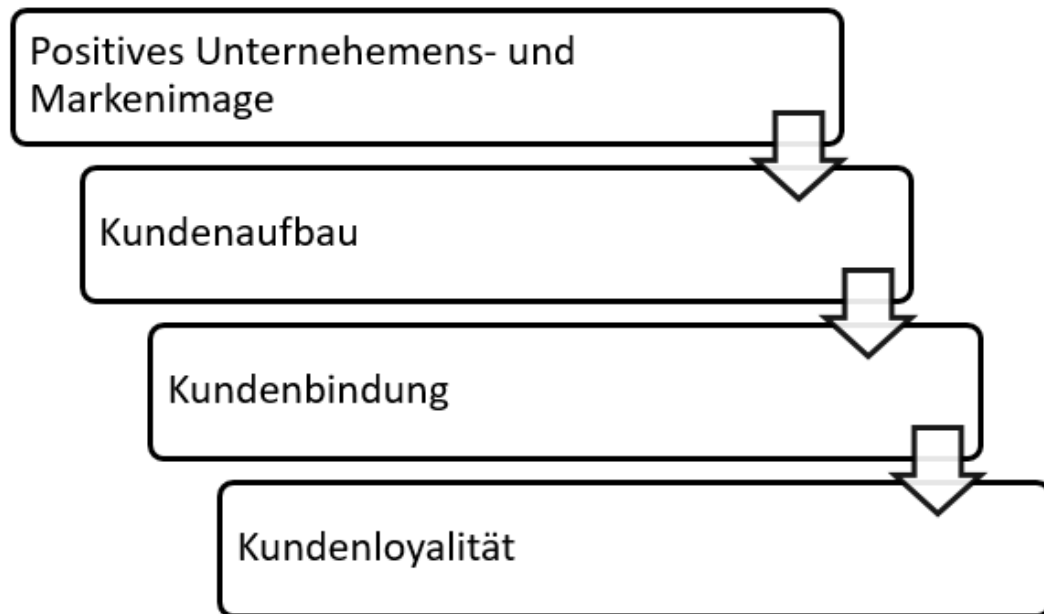 Positives Unternehemens- und
Markenimage
Kundenaufbau
Kundenbindung
Kundenloyalität